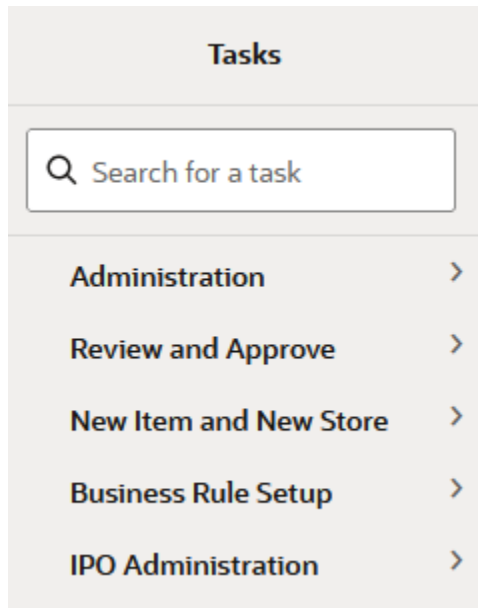 Tasks
Search for a task
Administration
Review and Approve
New Item and New Store
Business Rule Setup
IPO Administration